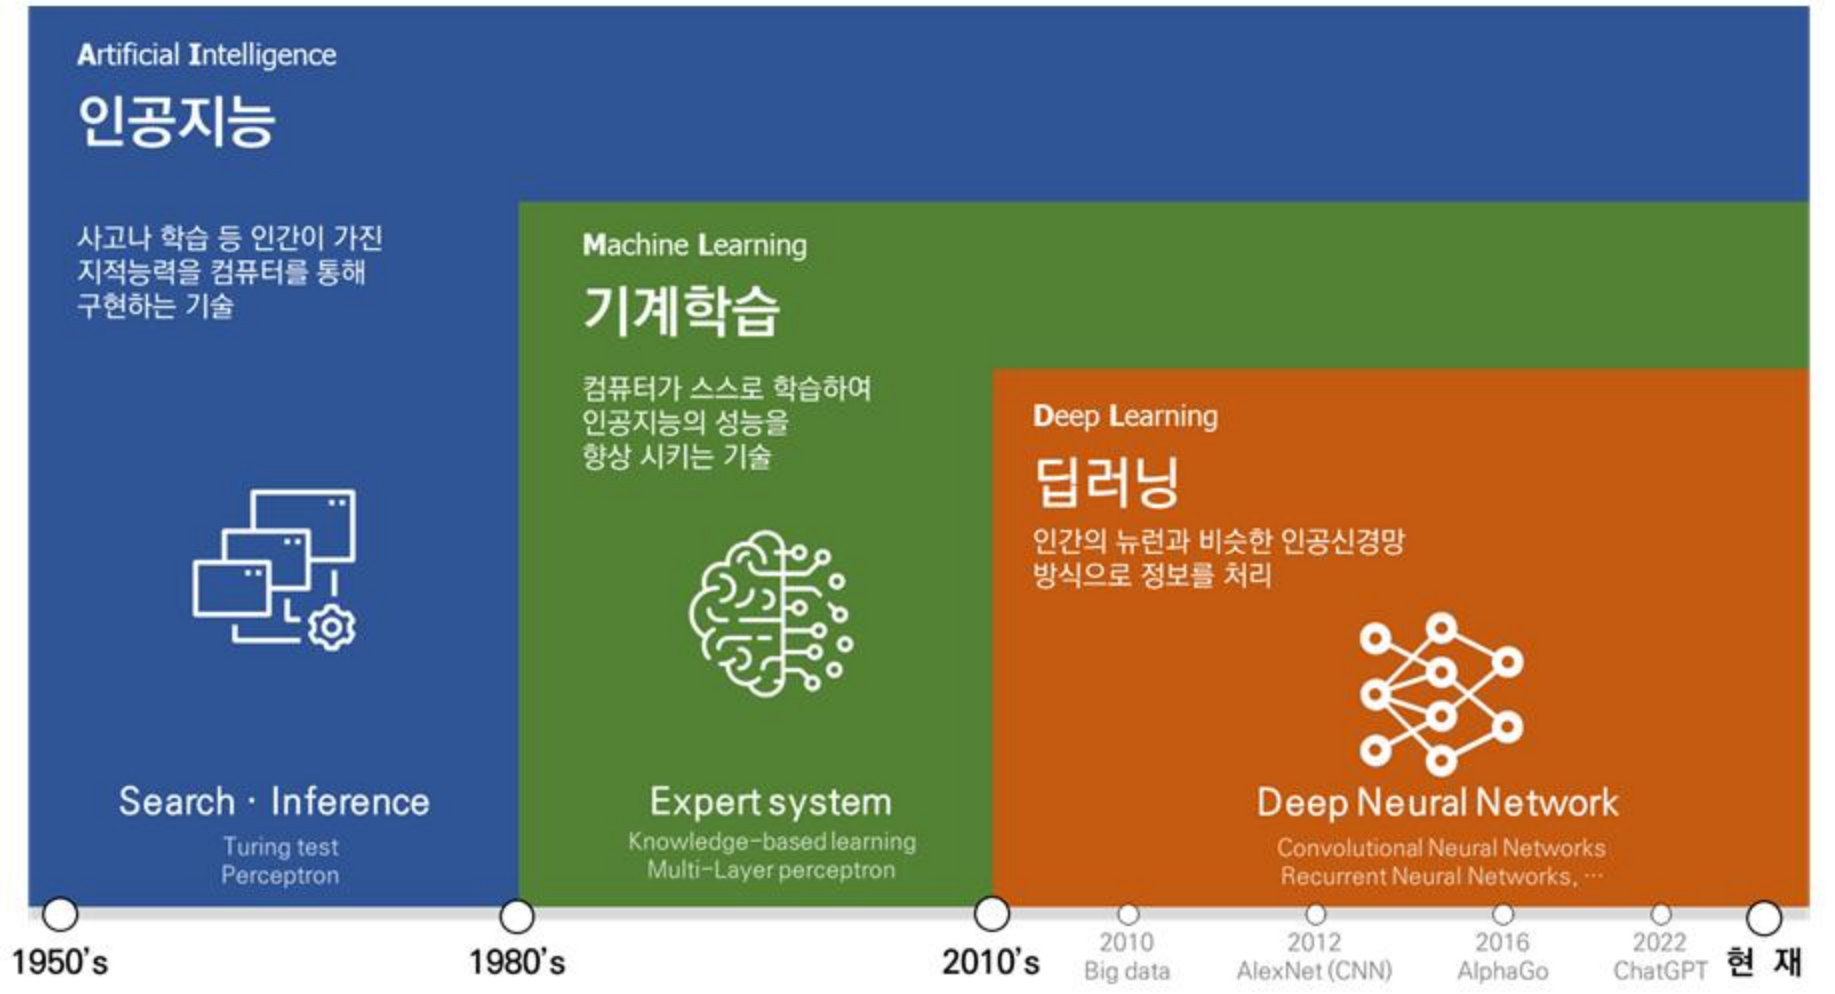 Artificial Intelligence
인공지능
사고나 학습 등 인간이 가진
지적능력을 컴퓨터를 통해
구현하는 기술
Search · Inference
Turing test
Perceptron
Machine Learning
기계학습
컴퓨터가 스스로 학습하여
인공지능의 성능을
향상 시키는 기술
Expert system
Knowledge-based learning
Multi-Layer perceptron
Deep Learning
딥러닝
인간의 뉴런과 비슷한 인공신경망
방식으로 정보를 처리
Deep Neural Network
Convolutional Neural Networks
Recurrent Neural Networks, ···
1950's
1980's
2010's
2010
Big data
2012
AlexNet (CNN)
2016
AlphaGo
2022
ChatGPT
현 재